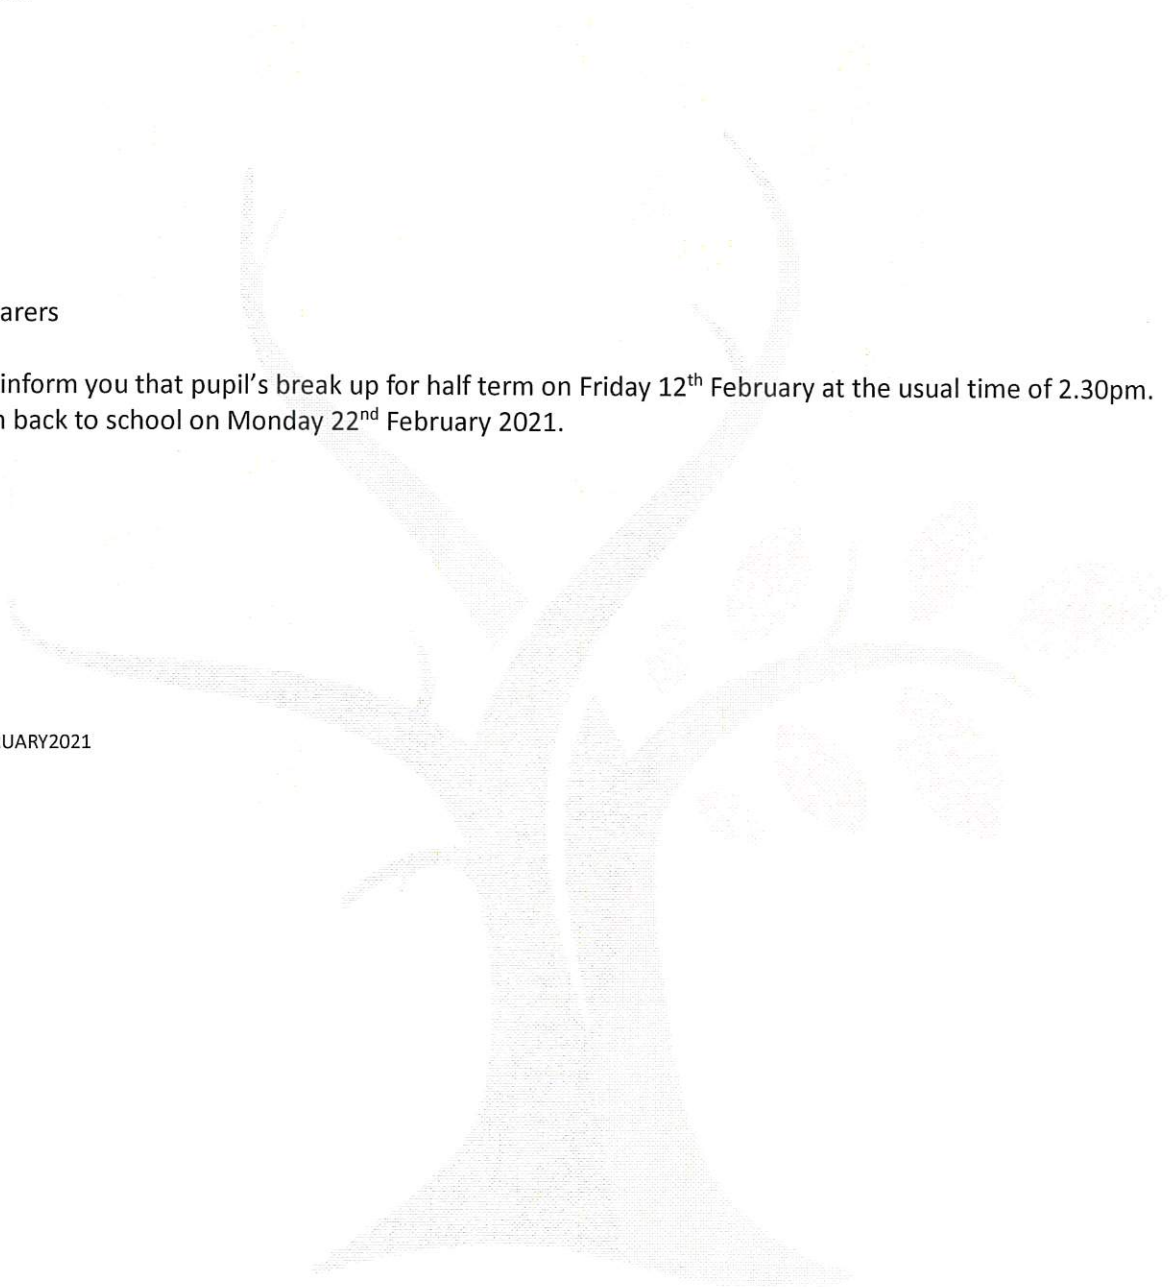 arers
inform you that pupil's break up for half term on Friday 12th February at the usual time of 2.30pm.
back to school on Monday 22nd February 2021.
UARY2021